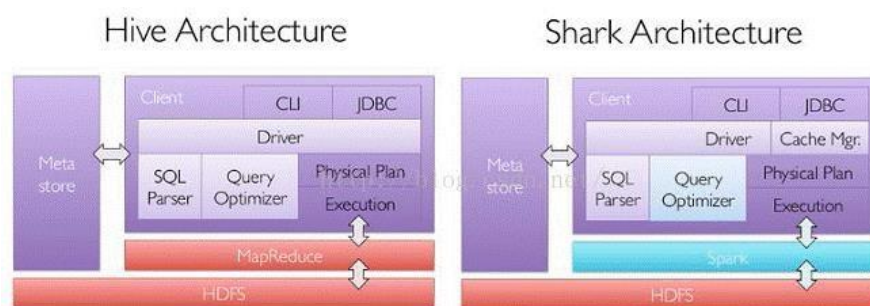 Hive Architecture
Client
CLI
JDBC
Driver
Meta
store
SQL
Parser
Query
Optimizer
Physical Plan
Execution
MapReduce
HDFS
Shark Architecture
Client
CLI
JDBC
Driver
Cache Mgr.
Meta
store
SQL
Parser
Query
Optimizer
Physical Plan
Execution
Spark
HDFS